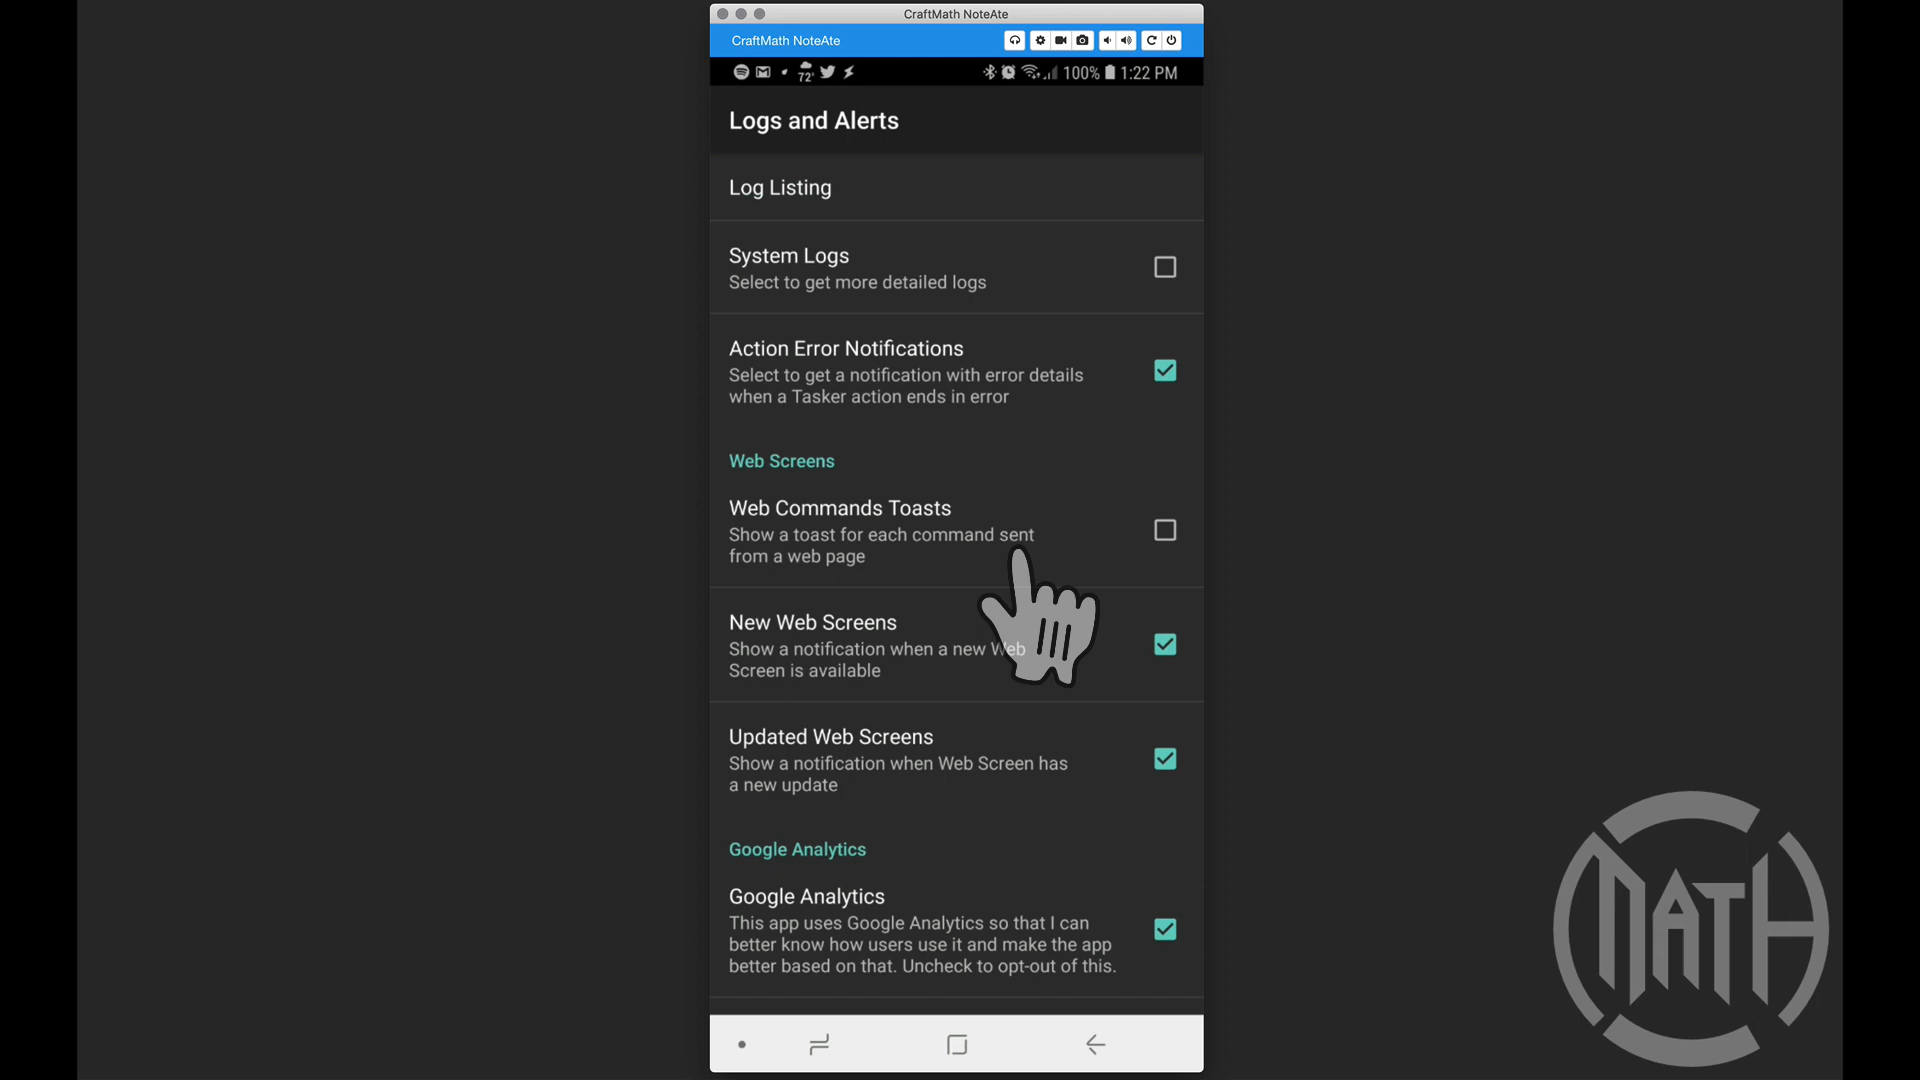 CraftMath NoteAte
CraftMath NoteAte
72°
100% 1:22 PM
Logs and Alerts
Log Listing
System Logs
Select to get more detailed logs
Action Error Notifications
Select to get a notification with error details
when a Tasker action ends in error
Web Screens
Web Commands Toasts
Show a toast for each command sent
from a web page
New Web Screens
Show a notification when a new Web
Screen is available
Updated Web Screens
Show a notification when Web Screen has
a new update
Google Analytics
Google Analytics
This app uses Google Analytics so that I can
better know how users use it and make the app
better based on that. Uncheck to opt-out of this.
MATH